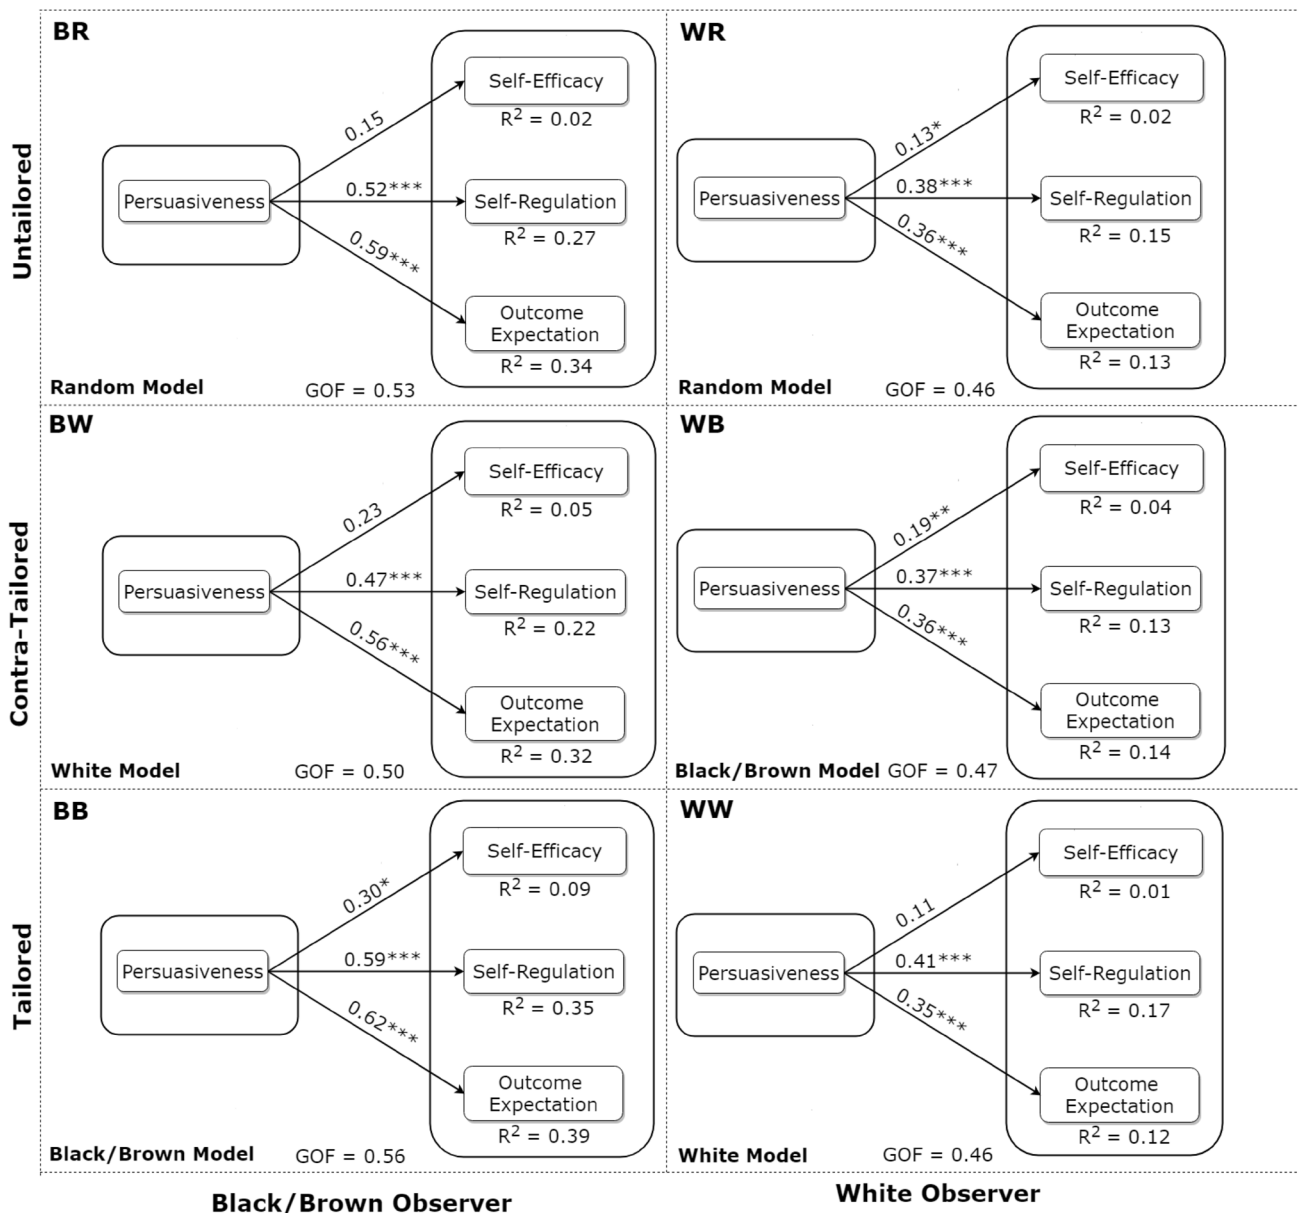 Untailored
BR
Persuasiveness
0.15
0.52***
0.59***
Self-Efficacy
R² = 0.02
Self-Regulation
R² = 0.27
Outcome
Expectation
R² = 0.34
Random Model
GOF = 0.53
WR
Persuasiveness
0.13*
0.38***
0.36***
Self-Efficacy
R² = 0.02
Self-Regulation
R² = 0.15
Outcome
Expectation
R² = 0.13
Random Model
GOF = 0.46
Contra-Tailored
BW
Persuasiveness
0.23
0.47***
0.56***
Self-Efficacy
R² = 0.05
Self-Regulation
R² = 0.22
Outcome
Expectation
R² = 0.32
White Model
GOF = 0.50
WB
Persuasiveness
0.19**
0.37***
0.36***
Self-Efficacy
R² = 0.04
Self-Regulation
R² = 0.13
Outcome
Expectation
R² = 0.14
Black/Brown Model
GOF = 0.47
Tailored
BB
Persuasiveness
0.30*
0.59***
0.62***
Self-Efficacy
R² = 0.09
Self-Regulation
R² = 0.35
Outcome
Expectation
R² = 0.39
Black/Brown Model
GOF = 0.56
WW
Persuasiveness
0.11
0.41***
0.35***
Self-Efficacy
R² = 0.01
Self-Regulation
R² = 0.17
Outcome
Expectation
R² = 0.12
White Model
GOF = 0.46
Black/Brown Observer
White Observer